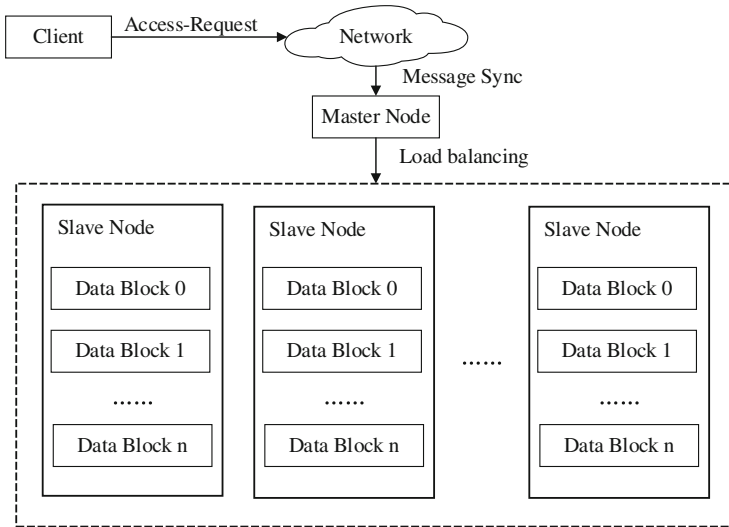 Client
Access-Request
Network
Message Sync
Master Node
Load balancing
Slave Node
Data Block 0
Data Block 1
......
Data Block n
Slave Node
Data Block 0
Data Block 1
......
Data Block n
......
Slave Node
Data Block 0
Data Block 1
......
Data Block n